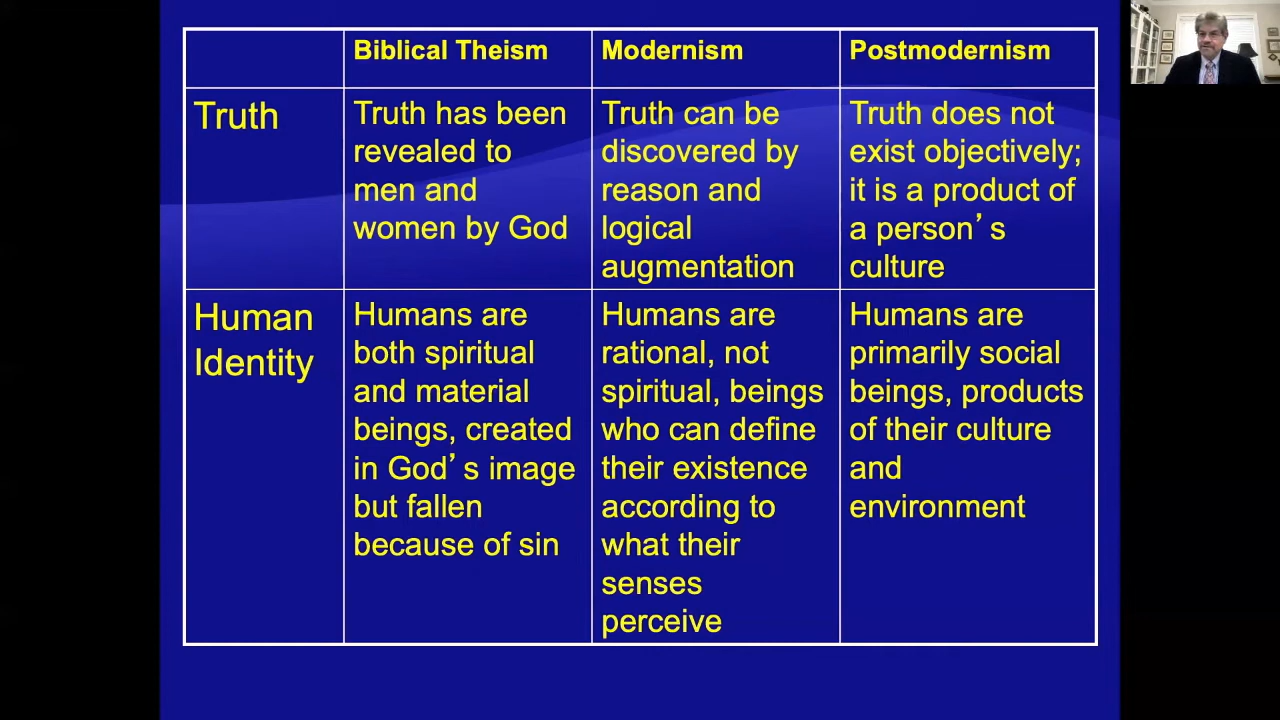 Biblical Theism
Modernism
Postmodernism
Truth
Truth has been
revealed to
men and
women by God
Truth can be
discovered by
reason and
logical
augmentation
Truth does not
exist objectively;
it is a product of
a person’s
culture
Human
Identity
Humans are
both spiritual
and material
beings, created
in God’s image
but fallen
because of sin
Humans are
rational, not
spiritual, beings
who can define
their existence
according to
what their
senses
perceive
Humans are
primarily social
beings, products
of their culture
and
environment